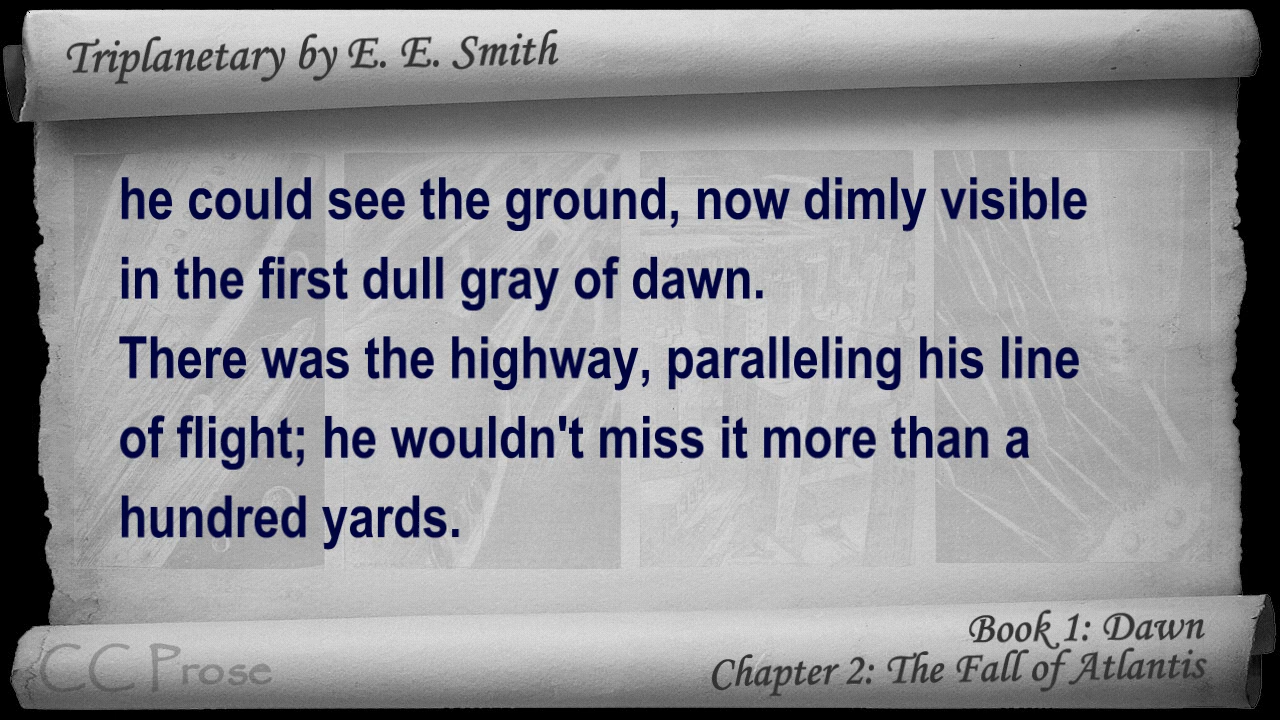 Triplanetary by E. E. Smith
he could see the ground, now dimly visible
in the first dull gray of dawn.
There was the highway, paralleling his line
of flight; he wouldn't miss it more than a
hundred yards.
Book 1: Dawn
Chapter 2: The Fall of Atlantis
CC Prose